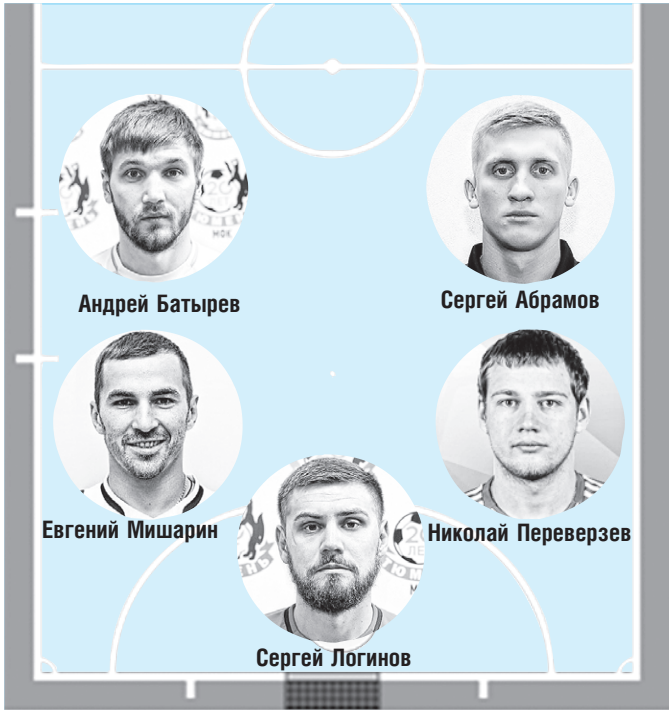 Андрей Батырев
Сергей Абрамов
Евгений Мишарин
Николай Переверзев
Сергей Логинов